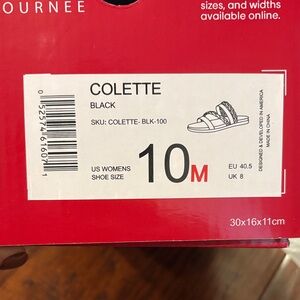 OURNEE
sizes, and widths
available online.
COLETTE
BLACK
SKU: COLETTE- BLK-100
US WOMENS
SHOE SIZE
10M
EU 40.5
UK 8
DESIGNED & DEVELOPED IN AMERICA
MADE IN CHINA
30x16x11cm